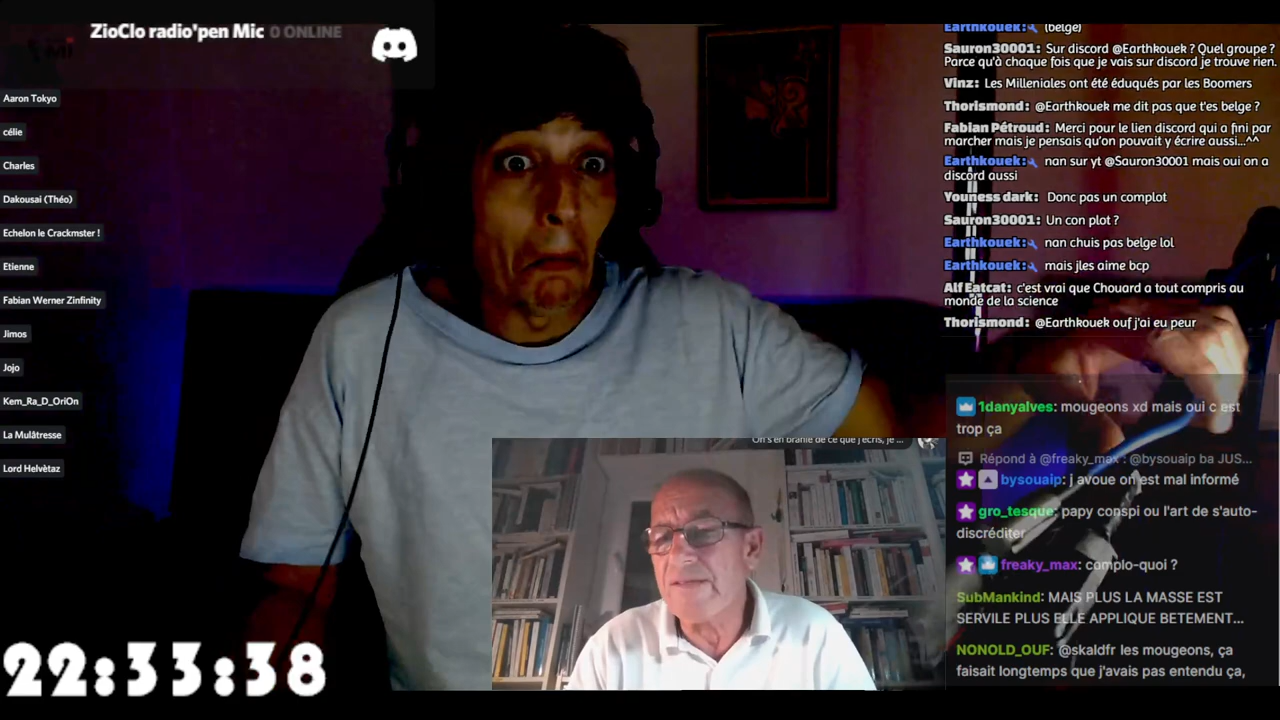 ZioClo radio'pen Mic 0 ONLINE
Aaron Tokyo
célie
Charles
Dakousai (Théo)
Echelon le Crackmster !
Etienne
Fabian Werner Zinfinity
Jimos
Jojo
Kem_Ra_D_OriOn
La Mulâtresse
Lord Helvètaz
22:33:38
On s'en branle de ce que j'écris, je ...
Earthkouek: (belge)
Sauron30001: Sur discord @Earthkouek ? Quel groupe ?
Parce qu'à chaque fois que je vais sur discord je trouve rien.
Vinz: Les Milleniales ont été éduqués par les Boomers
Thorismond: @Earthkouek me dit pas que t'es belge ?
Fabian Pétroud: Merci pour le lien discord qui a fini par
marcher mais je pensais qu'on pouvait y écrire aussi...^^
Earthkouek: nan sur yt @Sauron30001 mais oui on a
discord aussi
Youness dark: Donc pas un complot
Sauron30001: Un con plot ?
Earthkouek: nan chuis pas belge lol
Earthkouek: mais jles aime bcp
Alf Eatcat: c'est vrai que Chouard a tout compris au
monde de la science
Thorismond: @Earthkouek ouf j'ai eu peur
1danyalves: mougeons xd mais oui c est
trop ça
Répond à @freaky_max : @bysouaip ba JUS...
bysouaip: j avoue on est mal informé
gro_tesque: papy conspi ou l'art de s'auto-
discréditer
freaky_max: complo-quoi ?
SubMankind: MAIS PLUS LA MASSE EST
SERVILE PLUS ELLE APPLIQUE BETEMENT...
NONOLD_OUF: @skaldfr les mougeons, ça
faisait longtemps que j'avais pas entendu ça,